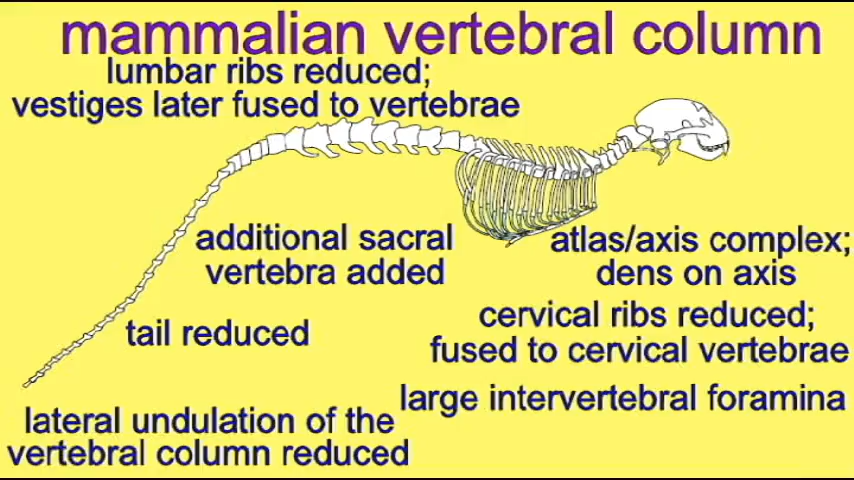 mammalian vertebral column
lumbar ribs reduced;
vestiges later fused to vertebrae
additional sacral
vertebra added
atlas/axis complex;
dens on axis
cervical ribs reduced;
fused to cervical vertebrae
tail reduced
large intervertebral foramina
lateral undulation of the
vertebral column reduced